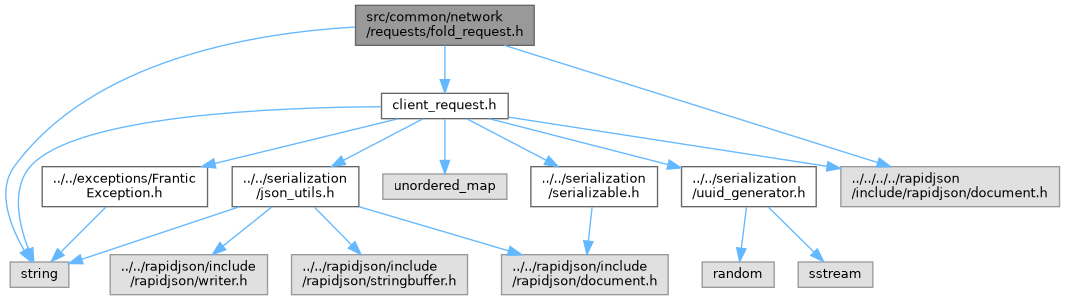 src/common/network
/requests/fold_request.h
client_request.h
../../exceptions/Frantic
Exception.h
../../serialization
/json_utils.h
unordered_map
../../serialization
/serializable.h
../../serialization
/uuid_generator.h
../../../../rapidjson
/include/rapidjson/document.h
string
../../rapidjson/include
/rapidjson/writer.h
../../rapidjson/include
/rapidjson/stringbuffer.h
../../rapidjson/include
/rapidjson/document.h
random
sstream